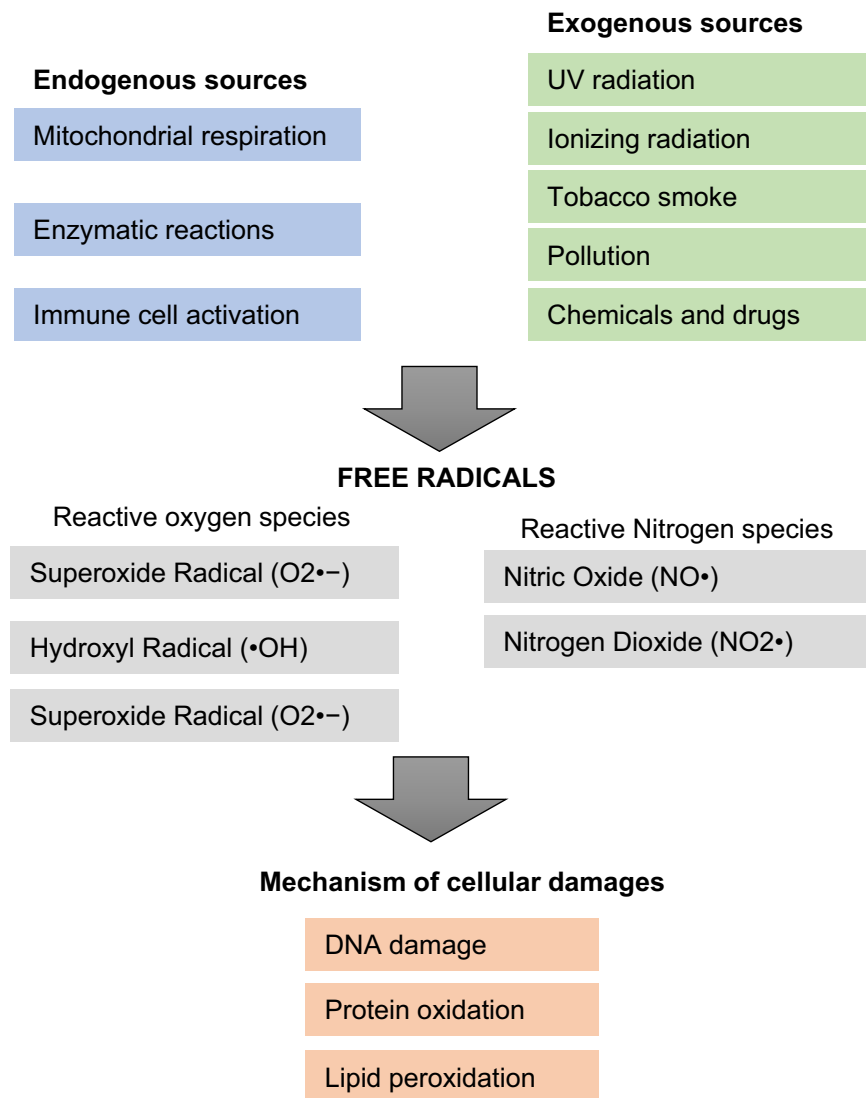 Endogenous sources
Mitochondrial respiration
Enzymatic reactions
Immune cell activation
Exogenous sources
UV radiation
Ionizing radiation
Tobacco smoke
Pollution
Chemicals and drugs
FREE RADICALS
Reactive oxygen species
Superoxide Radical (O2•−)
Hydroxyl Radical (•OH)
Superoxide Radical (O2•−)
Reactive Nitrogen species
Nitric Oxide (NO•)
Nitrogen Dioxide (NO2•)
Mechanism of cellular damages
DNA damage
Protein oxidation
Lipid peroxidation